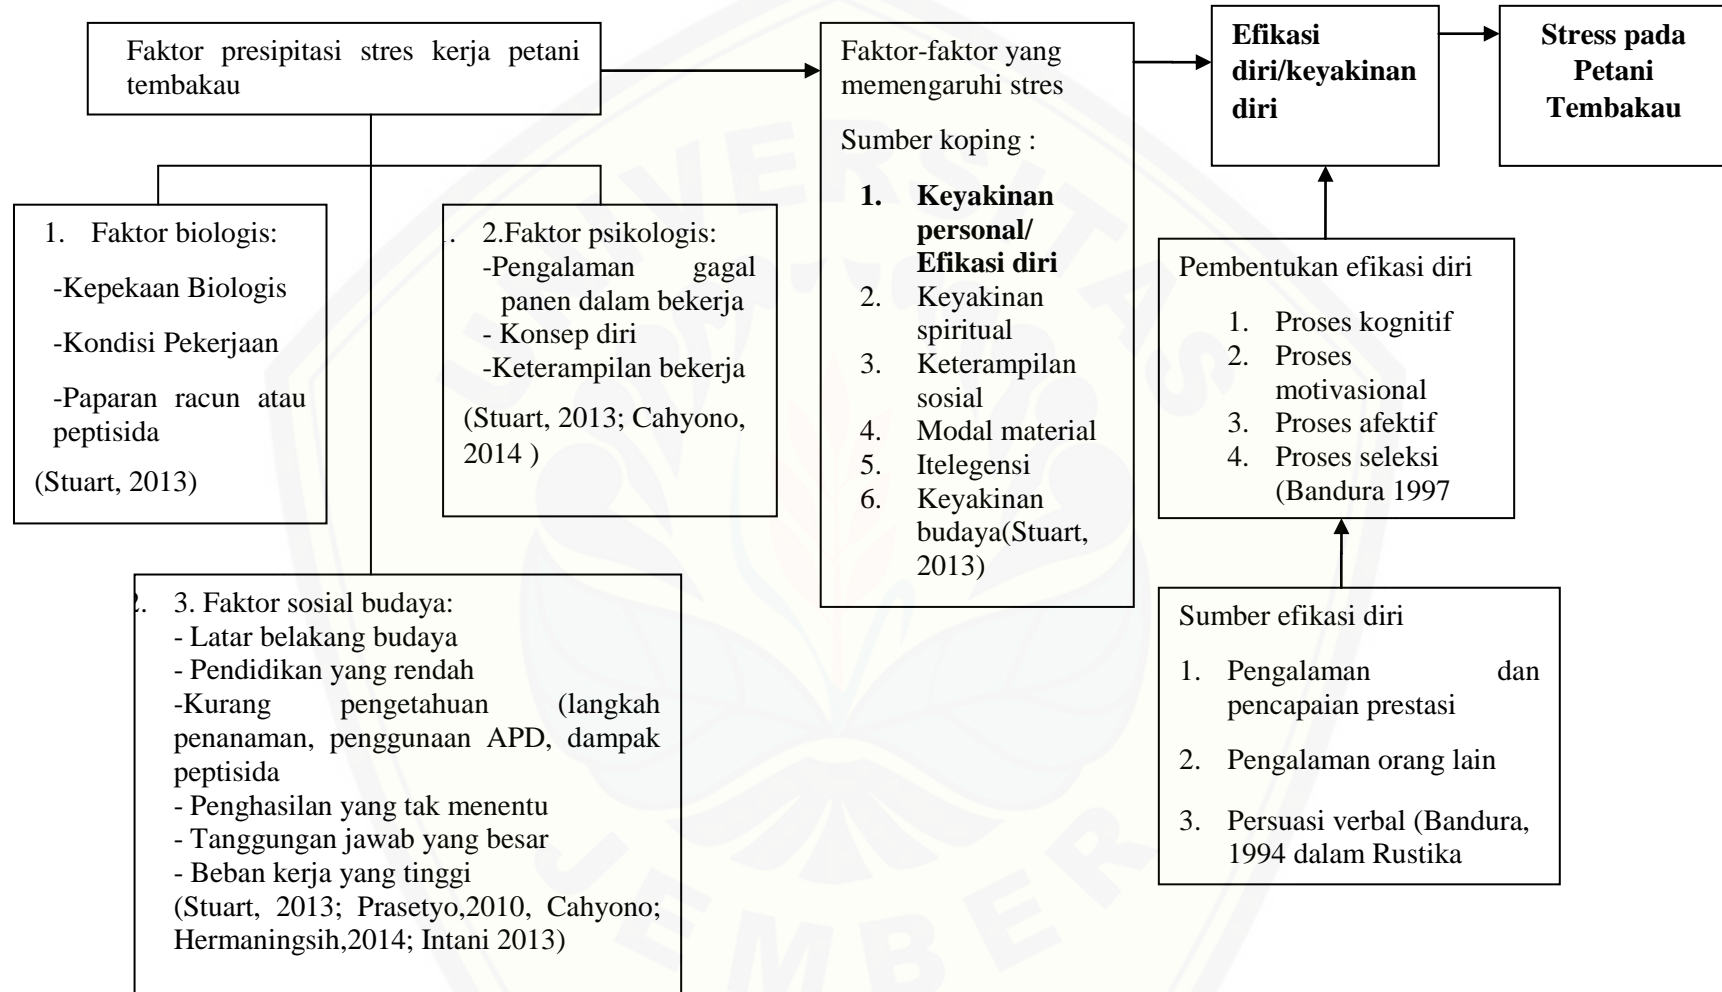 Faktor presipitasi stres kerja petani
tembakau
1. Faktor biologis:
-Kepekaan Biologis
-Kondisi Pekerjaan
-Paparan racun atau
peptisida
(Stuart, 2013)
2.Faktor psikologis:
-Pengalaman gagal
panen dalam bekerja
- Konsep diri
-Keterampilan bekerja
(Stuart, 2013; Cahyono,
2014 )
2. 3. Faktor sosial budaya:
- Latar belakang budaya
- Pendidikan yang rendah
-Kurang pengetahuan (langkah
penanaman, penggunaan APD, dampak
peptisida
- Penghasilan yang tak menentu
- Tanggungan jawab yang besar
- Beban kerja yang tinggi
(Stuart, 2013; Prasetyo,2010, Cahyono;
Hermaningsih,2014; Intani 2013)
Faktor-faktor yang
memengaruhi stres
Sumber koping :
1. Keyakinan
personal/
Efikasi diri
2. Keyakinan
spiritual
3. Keterampilan
sosial
4. Modal material
5. Itelegensi
6. Keyakinan
budaya(Stuart,
2013)
Efikasi
diri/keyakinan
diri
Stress pada
Petani
Tembakau
Pembentukan efikasi diri
1. Proses kognitif
2. Proses
motivasional
3. Proses afektif
4. Proses seleksi
(Bandura 1997
Sumber efikasi diri
1. Pengalaman dan
pencapaian prestasi
2. Pengalaman orang lain
3. Persuasi verbal (Bandura,
1994 dalam Rustika
UNIVERSITAS
JEMBER